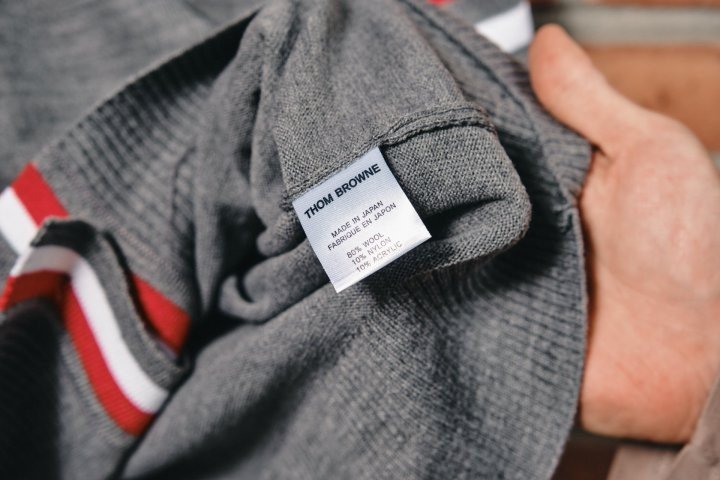 THOM BROWNE
MADE IN JAPAN
FABRIQUE EN JAPON
80% WOOL
10% NYLON
10% ACRYLIC